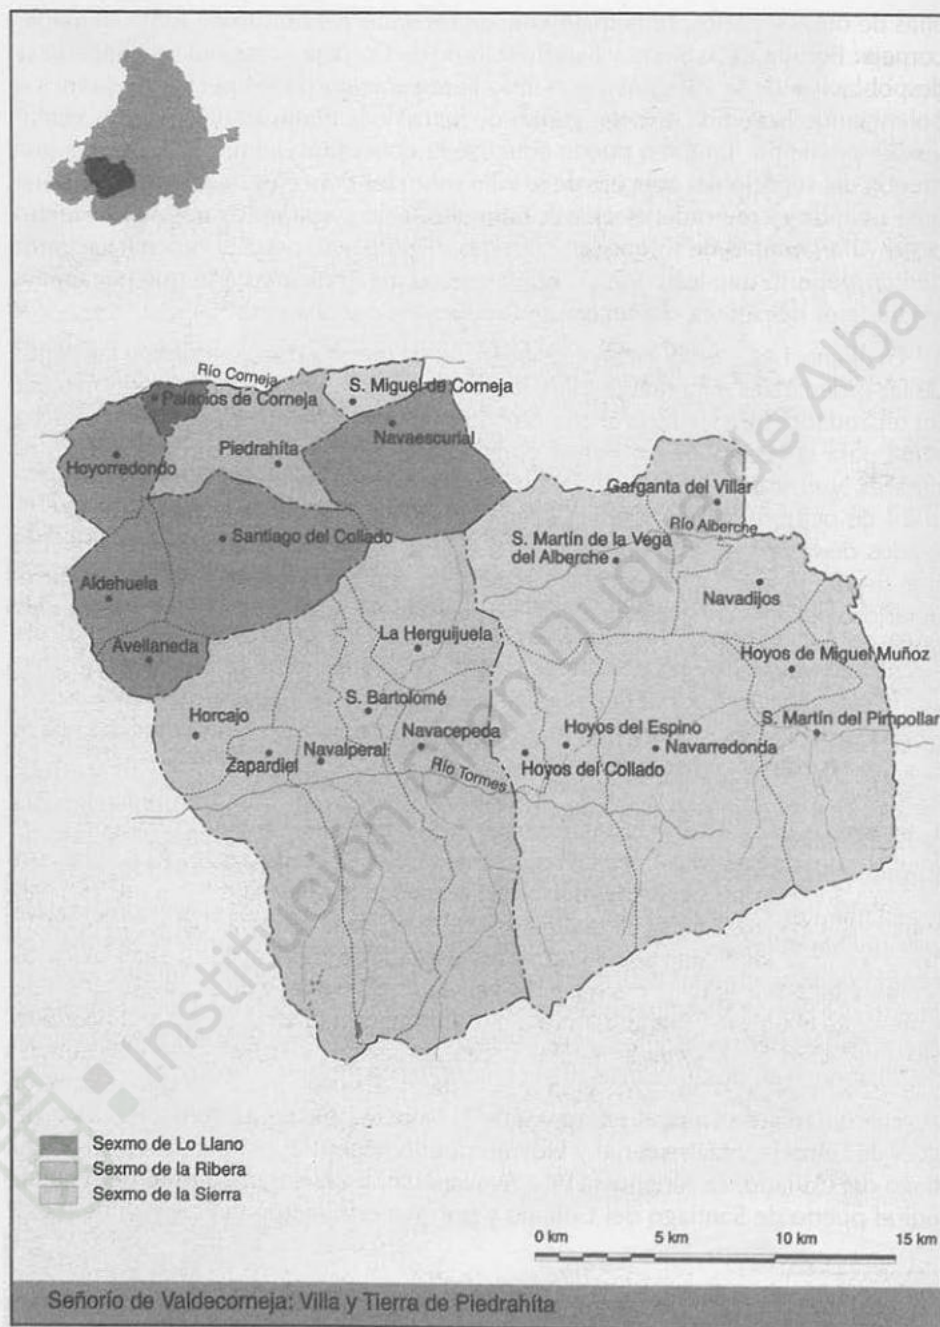 Río Corneja
S. Miguel de Corneja
Palacios de Corneja
Navaescurial
Piedrahíta
Hoyorredondo
Garganta del Villar
Río Alberche
Santiago del Collado
S. Martín de la Vega
del Alberche
Aldehuela
Navadijos
La Herguijuela
Avellaneda
Hoyos de Miguel Muñoz
S. Bartolomé
Horcajo
Navacepeda
Hoyos del Espino
S. Martín del Pimpollar
Navalperal
Navarredonda
Zapardiel
Río Tormes
Hoyos del Collado
Institución Gran Duque de Alba
Sexmo de Lo Llano
Sexmo de la Ribera
Sexmo de la Sierra
0 km
5 km
10 km
15 km
Señorío de Valdecorneja: Villa y Tierra de Piedrahíta